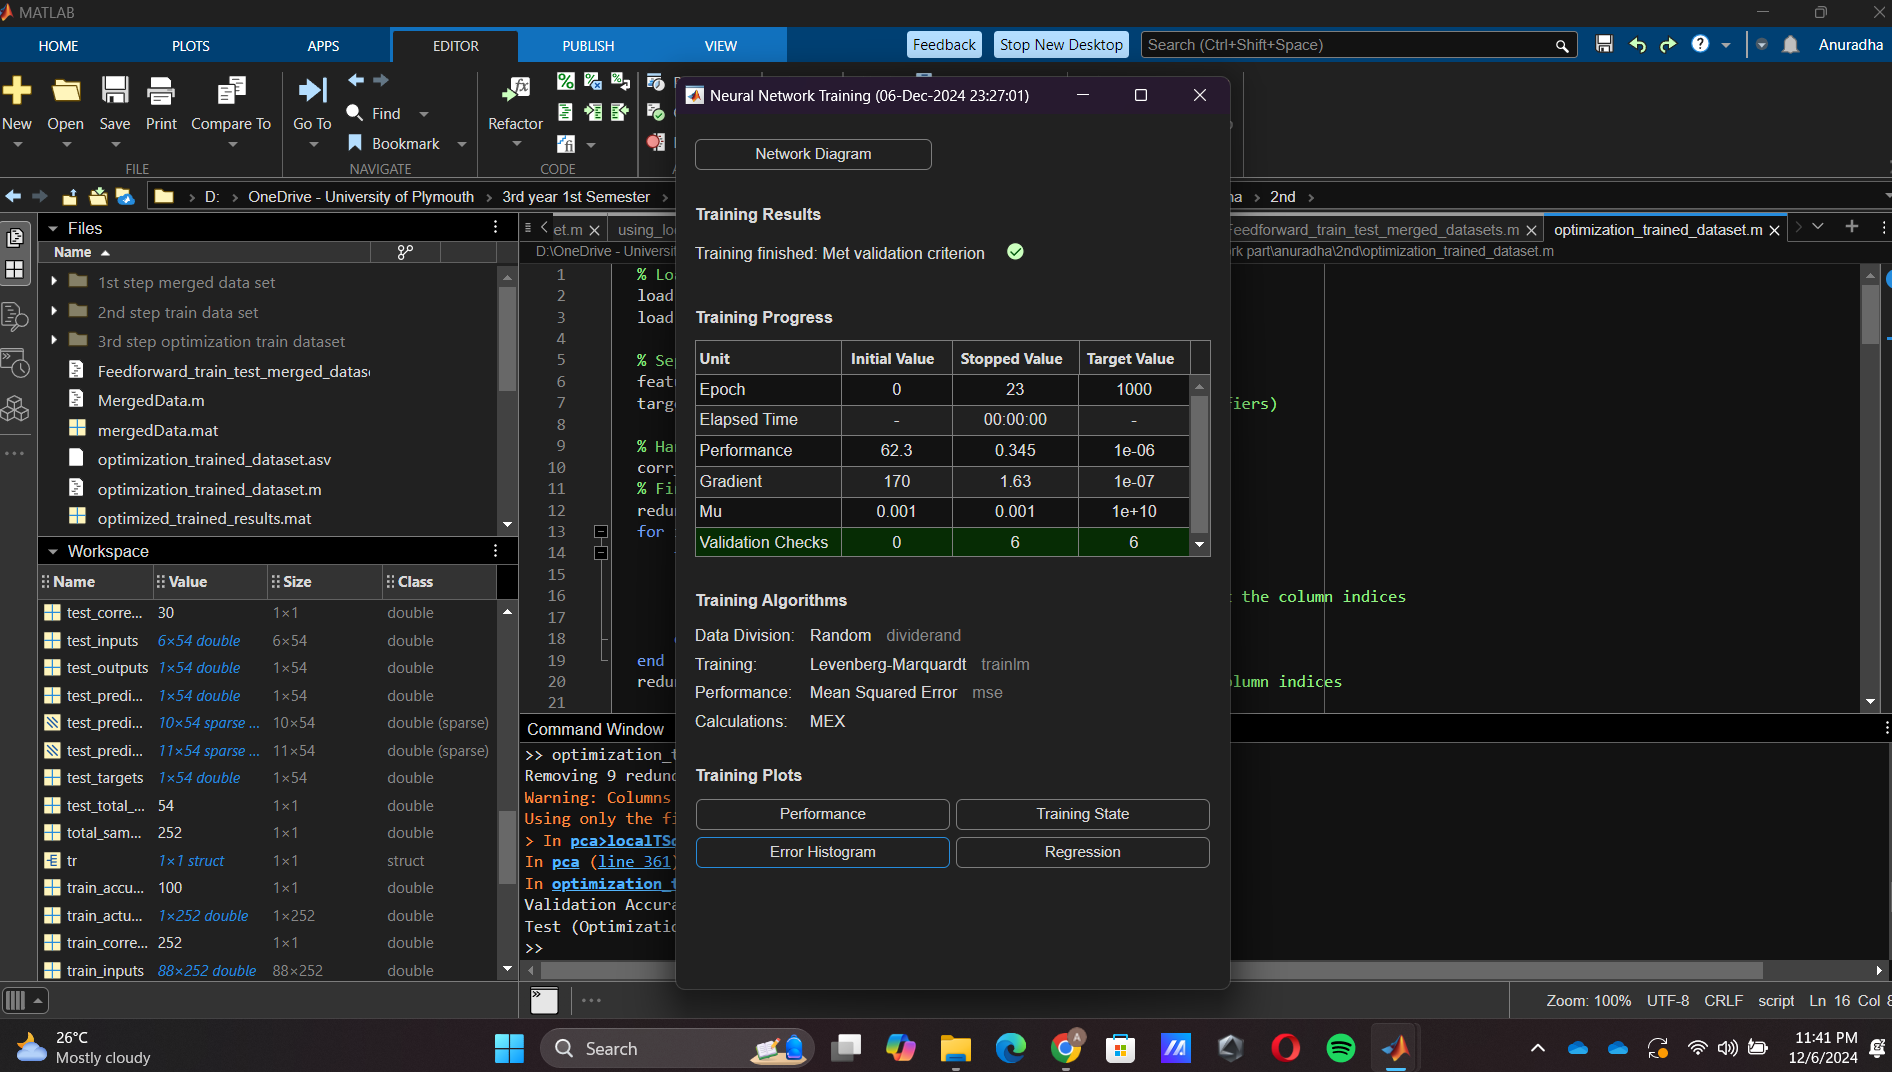 MATLAB
HOME PLOTS APPS EDITOR PUBLISH VIEW Feedback Stop New Desktop Search (Ctrl+Shift+Space) Anuradha
New Open Save Print Compare To Go To Find Bookmark Refactor
FILE NAVIGATE CODE
D: › OneDrive - University of Plymouth › 3rd year 1st Semester › 2nd ›
Files
Name
1st step merged data set
2nd step train data set
3rd step optimization train dataset
Feedforward_train_test_merged_datas
MergedData.m
mergedData.mat
optimization_trained_dataset.asv
optimization_trained_dataset.m
optimized_trained_results.mat
Workspace
Name Value Size Class
test_corre... 30 1×1 double
test_inputs 6×54 double 6×54 double
test_outputs 1×54 double 1×54 double
test_predi... 1×54 double 1×54 double
test_predi... 10×54 sparse ... 10×54 double (sparse)
test_predi... 11×54 sparse ... 11×54 double (sparse)
test_targets 1×54 double 1×54 double
test_total_... 54 1×1 double
total_sam... 252 1×1 double
tr 1×1 struct 1×1 struct
train_accu... 100 1×1 double
train_actu... 1×252 double 1×252 double
train_corre... 252 1×1 double
train_inputs 88×252 double 88×252 double
et.m using_lo
eedforward_train_test_merged_datasets.m optimization_trained_dataset.m
D:\OneDrive - Universi
rk part\anuradha\2nd\optimization_trained_dataset.m
1 % Lo
2 load
3 load
4
5 % Se
6 feat
7 targ iers)
8
9 % Ha
10 corr
11 % Fi
12 redu
13 for
14
15
16 the column indices
17
18
19 end
20 redu lumn indices
21
Command Window
>> optimization_t
Removing 9 redund
Warning: Columns
Using only the fi
> In pca>localTS
In pca (line 361)
In optimization_t
Validation Accura
Test (Optimizatio
>>
Neural Network Training (06-Dec-2024 23:27:01)
Network Diagram
Training Results
Training finished: Met validation criterion
Training Progress
Unit Initial Value Stopped Value Target Value
Epoch 0 23 1000
Elapsed Time - 00:00:00 -
Performance 62.3 0.345 1e-06
Gradient 170 1.63 1e-07
Mu 0.001 0.001 1e+10
Validation Checks 0 6 6
Training Algorithms
Data Division: Random dividerand
Training: Levenberg-Marquardt trainlm
Performance: Mean Squared Error mse
Calculations: MEX
Training Plots
Performance Training State
Error Histogram Regression
Zoom: 100% UTF-8 CRLF script Ln 16 Col 8
26°C
Mostly cloudy
Search
11:41 PM
12/6/2024